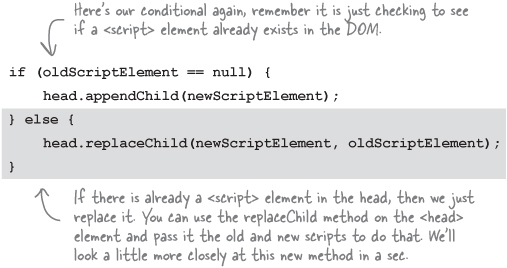 Here's our conditional again, remember it is just checking to see
if a <script> element already exists in the DOM.
if (oldScriptElement == null) {
head.appendChild(newScriptElement);
} else {
head.replaceChild(newScriptElement, oldScriptElement);
}
If there is already a <script> element in the head, then we just
replace it. You can use the replaceChild method on the <head>
element and pass it the old and new scripts to do that. We'll
look a little more closely at this new method in a sec.